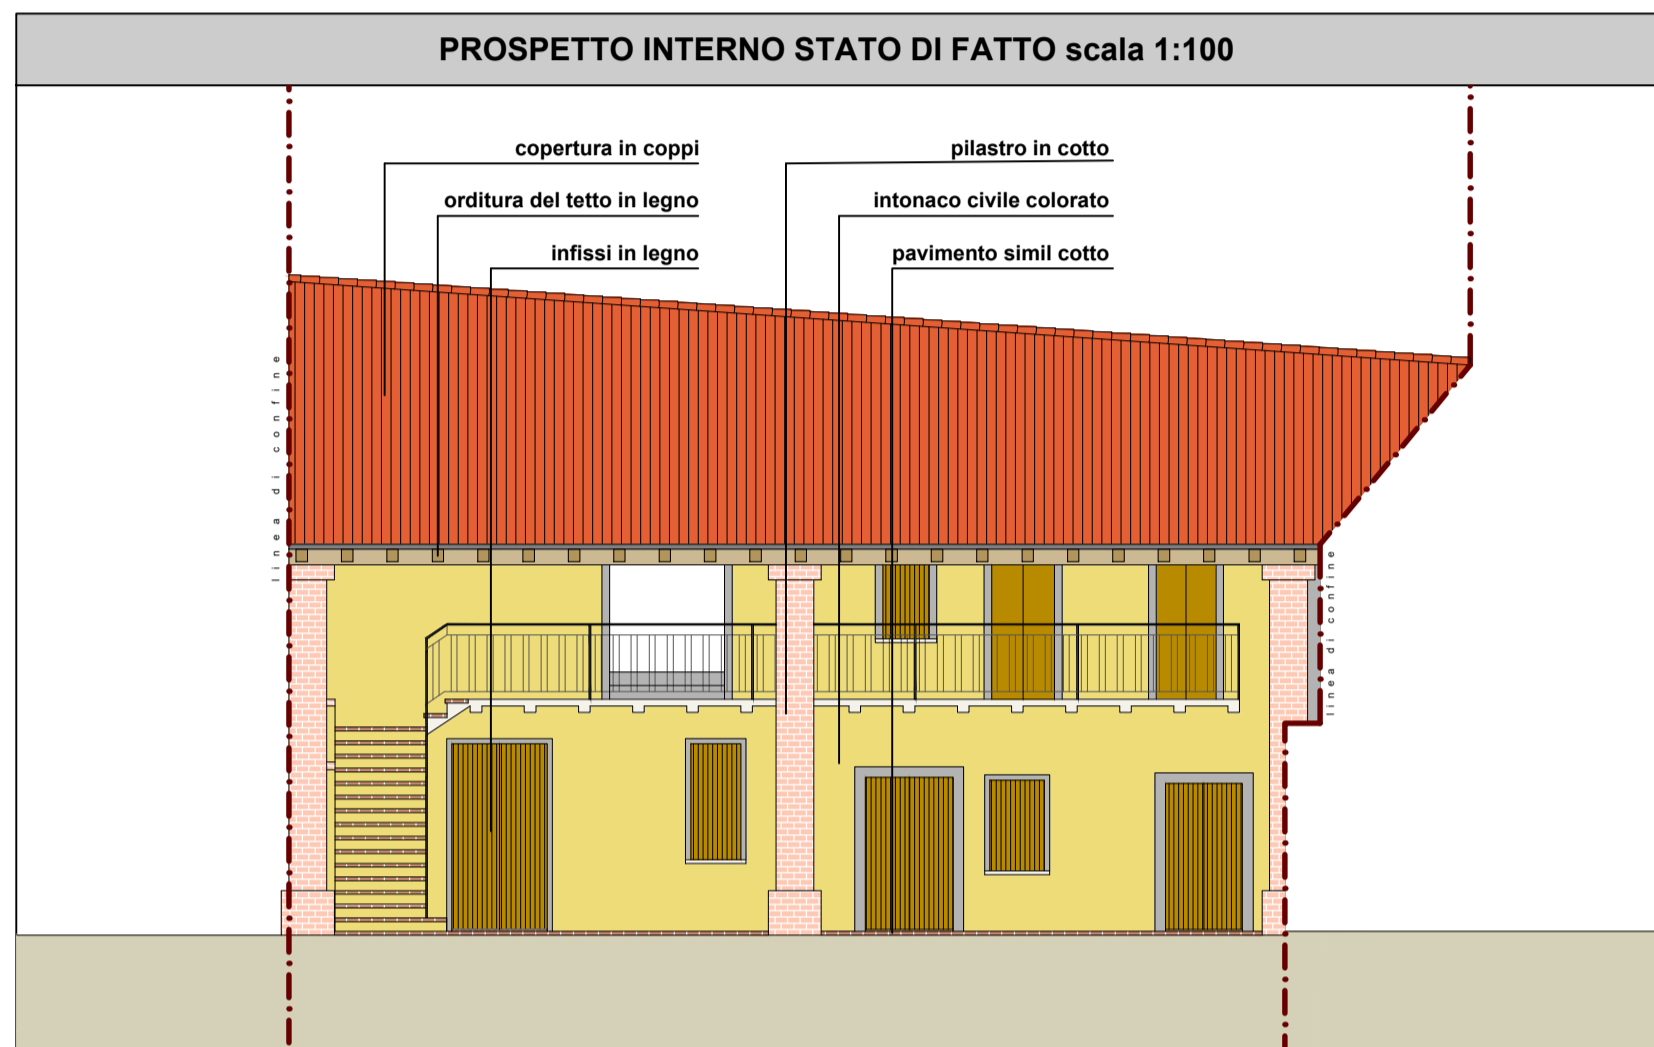 PROSPETTO INTERNO STATO DI FATTO scala 1:100
copertura in coppi
pilastro in cotto
orditura del tetto in legno
intonaco civile colorato
infissi in legno
pavimento simil cotto
linea di confine
linea di confine